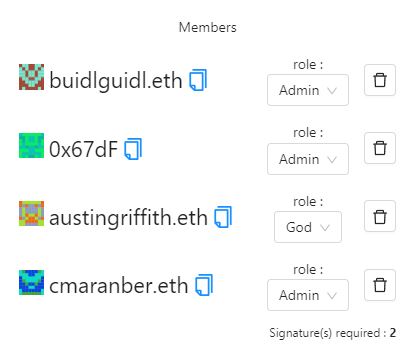 Members
role :
buidlguidl.eth Admin
role :
0x67dF Admin
role :
austingriffith.eth God
role :
cmaranber.eth Admin
Signature(s) required : 2